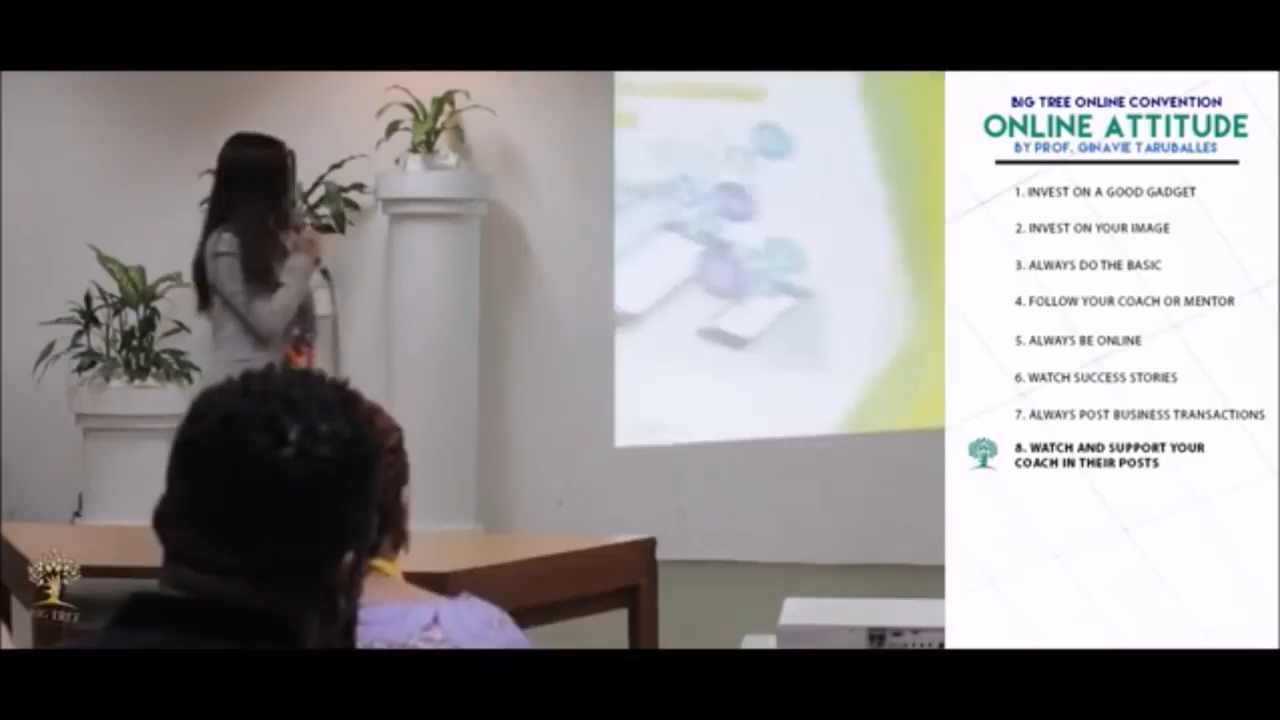 BIG TREE ONLINE CONVENTION
ONLINE ATTITUDE
BY PROF. GINAVIE TARUBALLES
1. INVEST ON A GOOD GADGET
2. INVEST ON YOUR IMAGE
3. ALWAYS DO THE BASIC
4. FOLLOW YOUR COACH OR MENTOR
5. ALWAYS BE ONLINE
6. WATCH SUCCESS STORIES
7. ALWAYS POST BUSINESS TRANSACTIONS
8. WATCH AND SUPPORT YOUR
COACH IN THEIR POSTS
BIG TREE